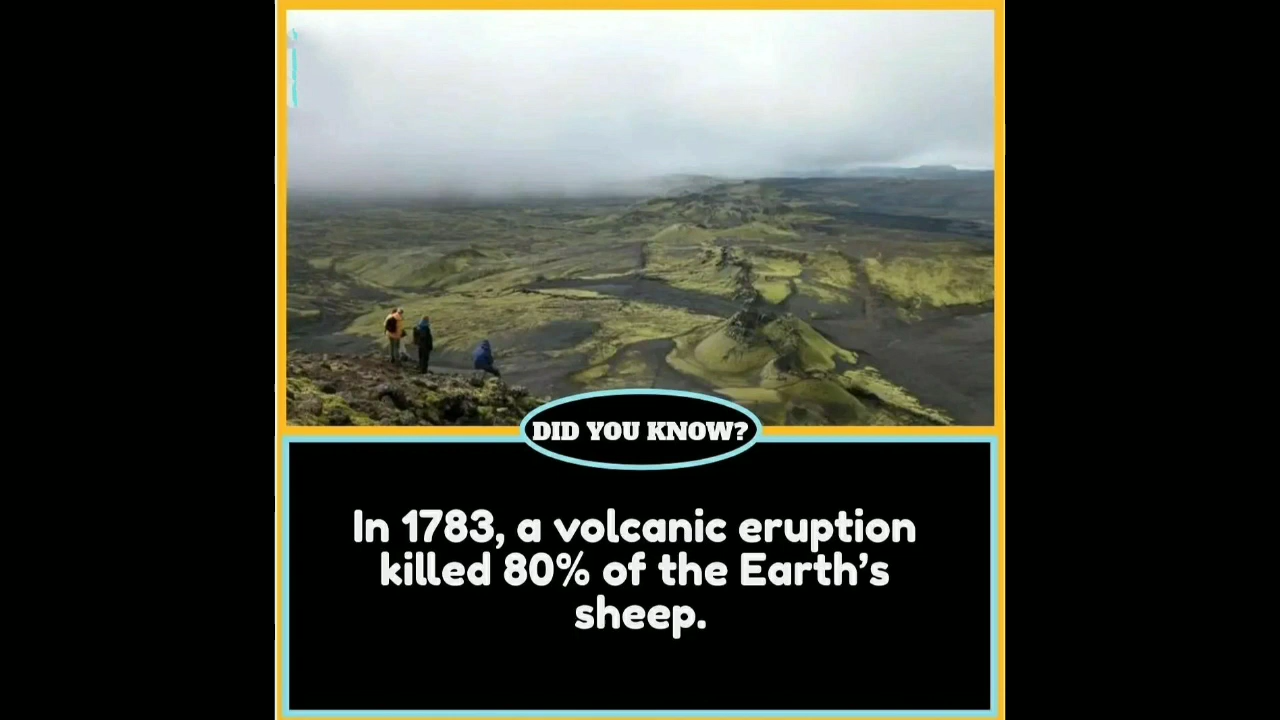 DID YOU KNOW?
In 1783, a volcanic eruption
killed 80% of the Earth's
sheep.